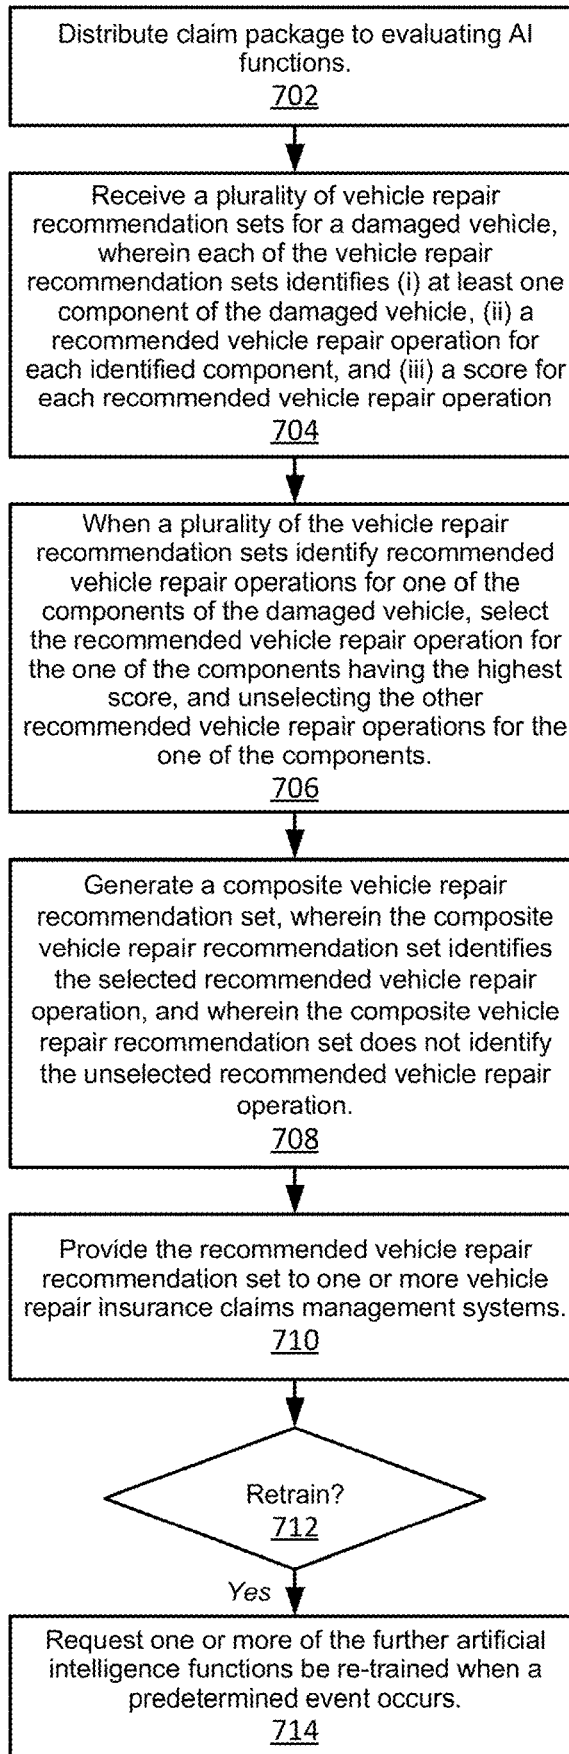 Distribute claim package to evaluating AI
functions.
702
Receive a plurality of vehicle repair
recommendation sets for a damaged vehicle,
wherein each of the vehicle repair
recommendation sets identifies (i) at least one
component of the damaged vehicle, (ii) a
recommended vehicle repair operation for
each identified component, and (iii) a score for
each recommended vehicle repair operation
704
When a plurality of the vehicle repair
recommendation sets identify recommended
vehicle repair operations for one of the
components of the damaged vehicle, select
the recommended vehicle repair operation for
the one of the components having the highest
score, and unselecting the other
recommended vehicle repair operations for the
one of the components.
706
Generate a composite vehicle repair
recommendation set, wherein the composite
vehicle repair recommendation set identifies
the selected recommended vehicle repair
operation, and wherein the composite vehicle
repair recommendation set does not identify
the unselected recommended vehicle repair
operation.
708
Provide the recommended vehicle repair
recommendation set to one or more vehicle
repair insurance claims management systems.
710
Retrain?
712
Yes
Request one or more of the further artificial
intelligence functions be re-trained when a
predetermined event occurs.
714